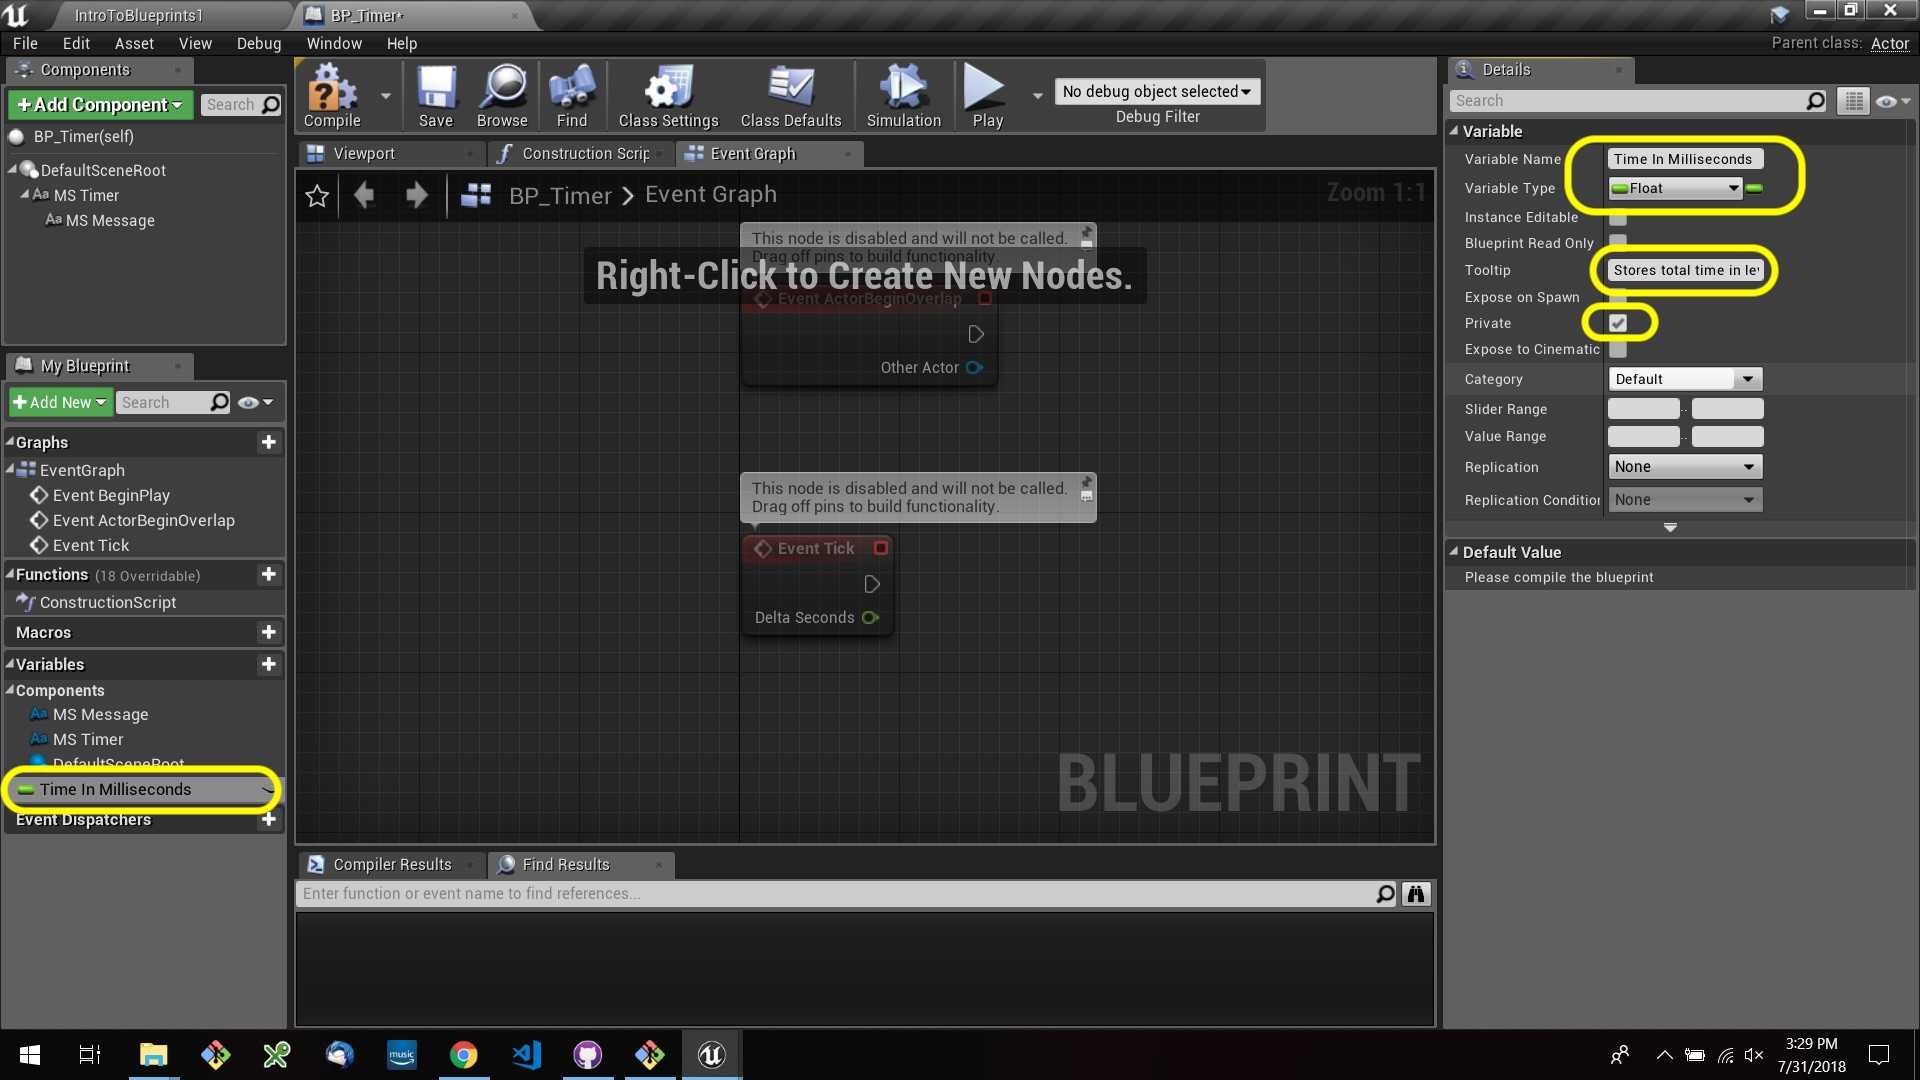 IntroToBlueprints1
BP_Timer*
File Edit Asset View Debug Window Help
Parent class: Actor
Components
+Add Component
Search
BP_Timer(self)
DefaultSceneRoot
Aa MS Timer
Aa MS Message
Compile
Save
Browse
Find
Class Settings
Class Defaults
Simulation
Play
No debug object selected
Debug Filter
Viewport
Construction Scrip
Event Graph
BP_Timer > Event Graph
Zoom 1:1
This node is disabled and will not be called.
Drag off pins to build functionality.
Right-Click to Create New Nodes.
Event ActorBeginOverlap
Other Actor
This node is disabled and will not be called.
Drag off pins to build functionality.
Event Tick
Delta Seconds
BLUEPRINT
My Blueprint
+Add New
Search
Graphs
EventGraph
Event BeginPlay
Event ActorBeginOverlap
Event Tick
Functions (18 Overridable)
ConstructionScript
Macros
Variables
Components
Aa MS Message
Aa MS Timer
DefaultSceneRoot
Time In Milliseconds
Event Dispatchers
Compiler Results
Find Results
Enter function or event name to find references...
Details
Search
Variable
Variable Name Time In Milliseconds
Variable Type Float
Instance Editable
Blueprint Read Only
Tooltip Stores total time in le
Expose on Spawn
Private
Expose to Cinematic
Category Default
Slider Range
Value Range
Replication None
Replication Condition None
Default Value
Please compile the blueprint
music
3:29 PM
7/31/2018